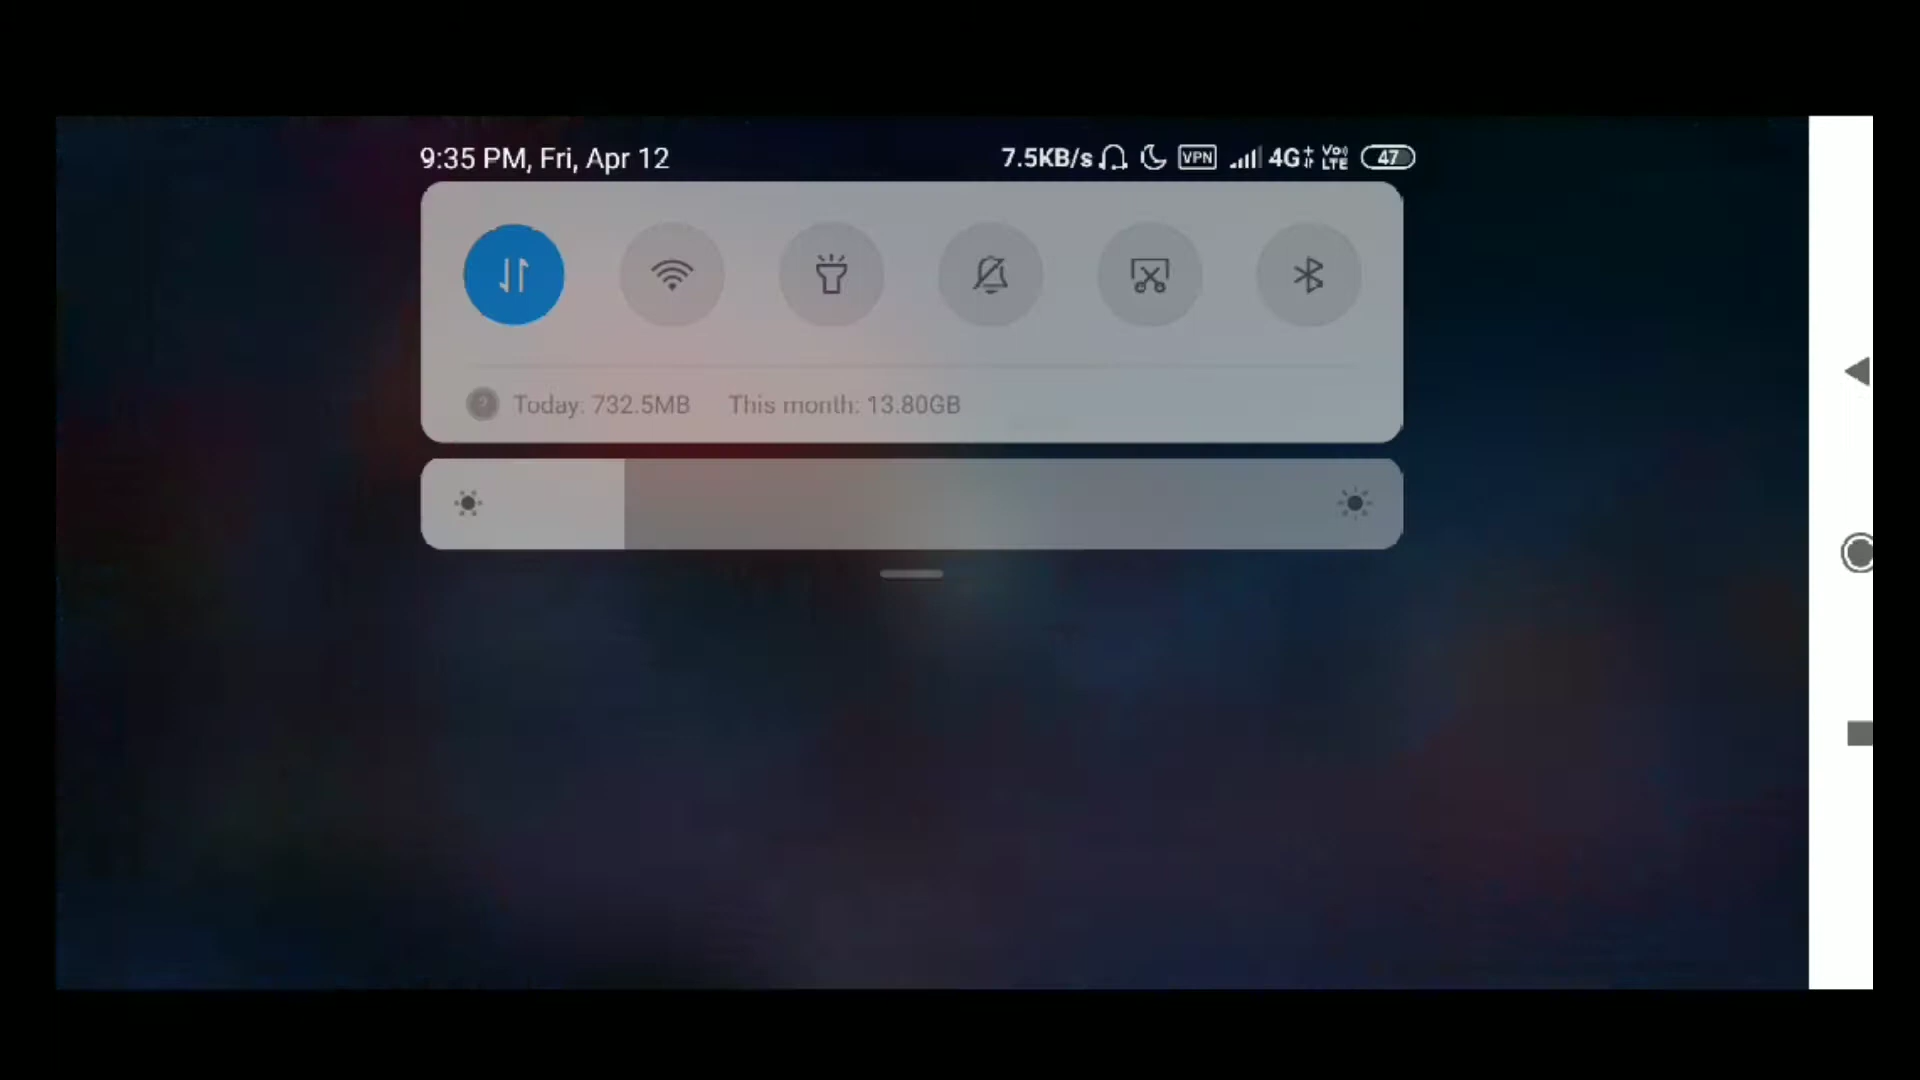 9:35 PM, Fri, Apr 12 7.5KB/s VPN 4G+ Vo) LTE 47
Today: 732.5MB This month: 13.80GB